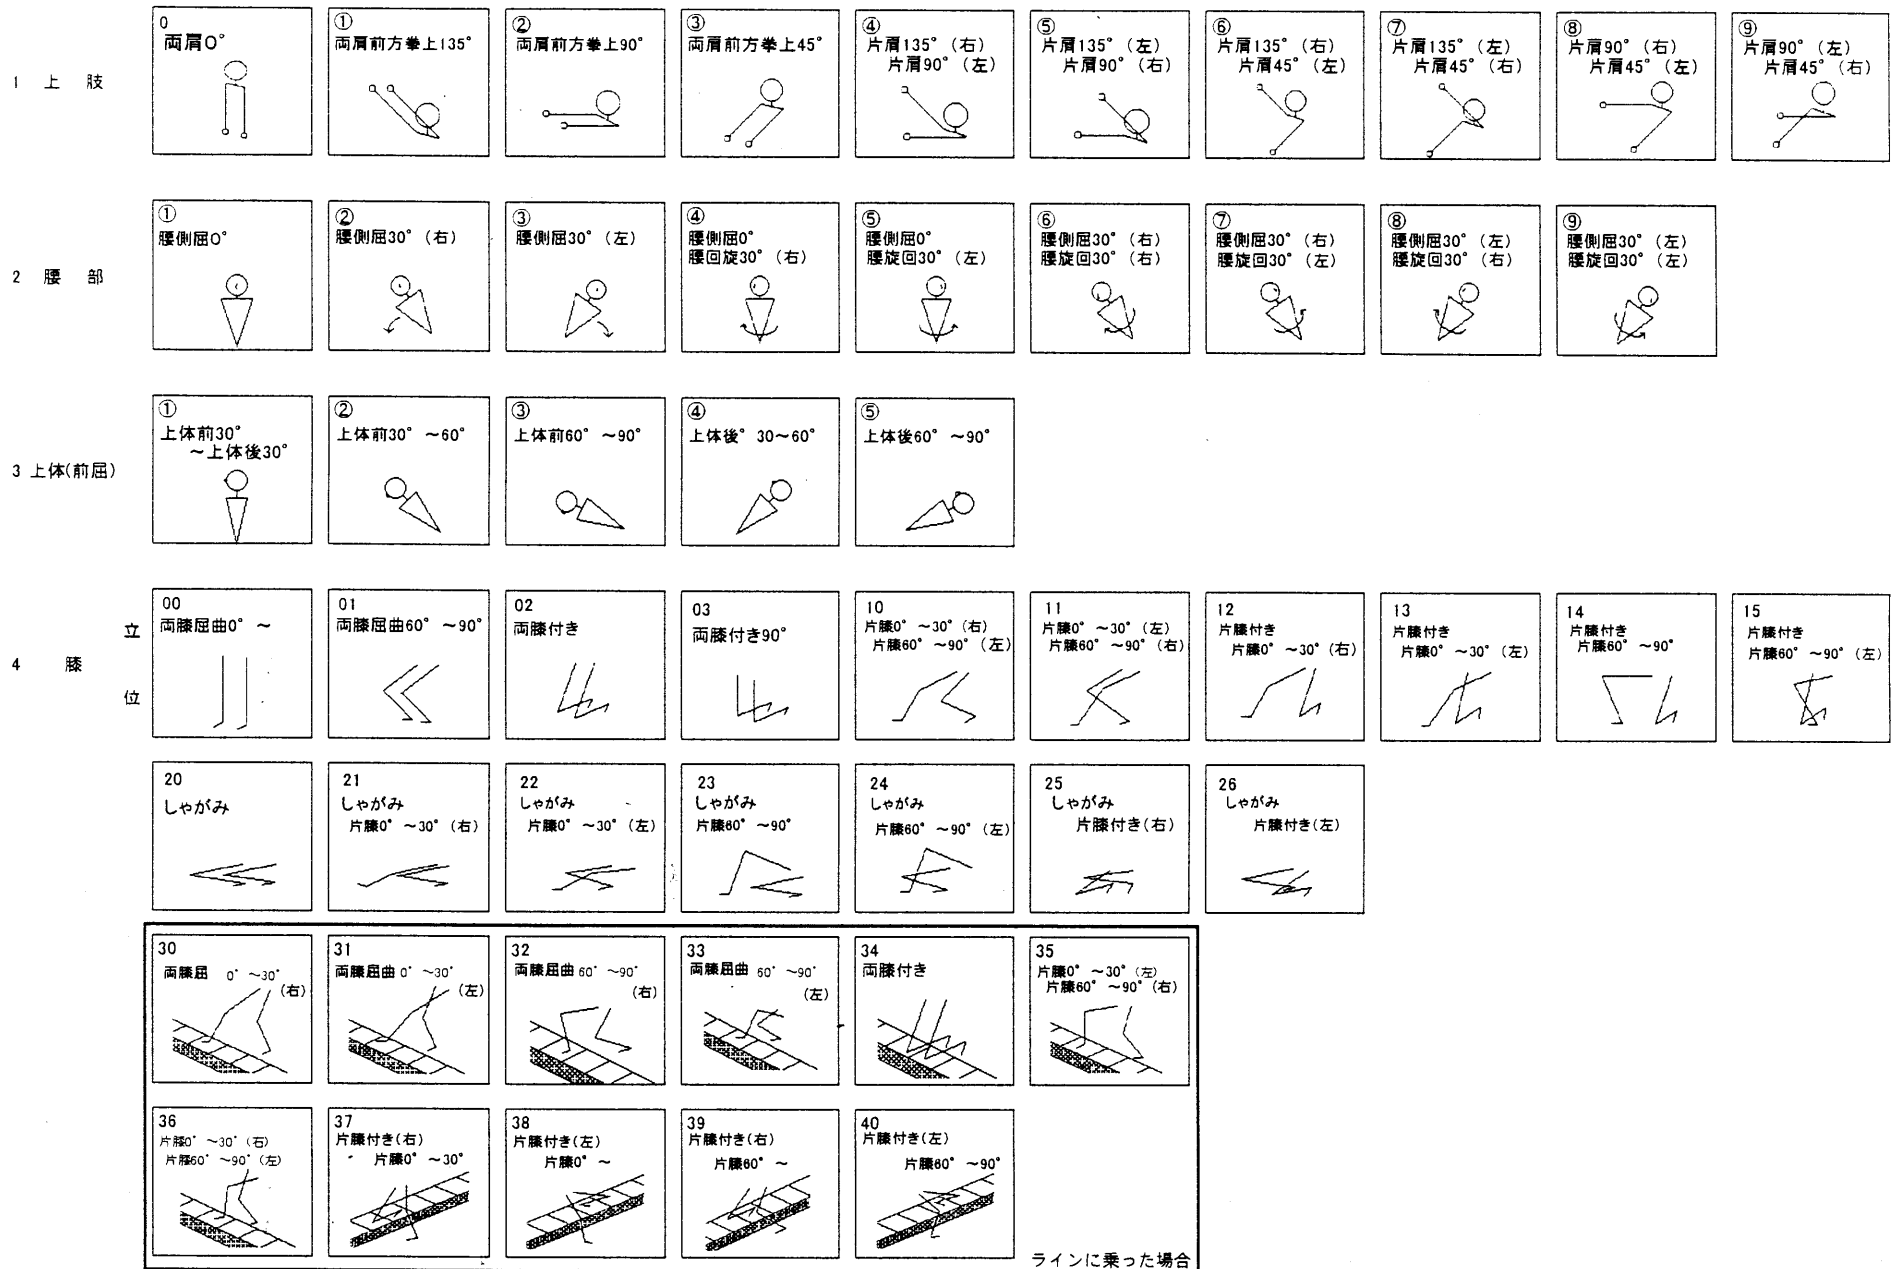 1 上 肢
0
両肩0°
①
両肩前方拳上135°
②
両肩前方拳上90°
③
両肩前方拳上45°
④
片肩135° (右)
片肩90° (左)
⑤
片肩135° (左)
片肩90° (右)
⑥
片肩135° (右)
片肩45° (左)
⑦
片肩135° (左)
片肩45° (右)
⑧
片肩90° (右)
片肩45° (左)
⑨
片肩90° (左)
片肩45° (右)
2 腰 部
①
腰側屈0°
②
腰側屈30° (右)
③
腰側屈30° (左)
④
腰側屈0°
腰回旋30° (右)
⑤
腰側屈0°
腰旋回30° (左)
⑥
腰側屈30° (右)
腰旋回30° (右)
⑦
腰側屈30° (右)
腰旋回30° (左)
⑧
腰側屈30° (左)
腰旋回30° (右)
⑨
腰側屈30° (左)
腰旋回30° (左)
3 上体(前屈)
①
上体前30°
~上体後30°
②
上体前30° ~60°
③
上体前60° ~90°
④
上体後° 30~60°
⑤
上体後60° ~90°
4 膝
立
位
00
両膝屈曲0° ~
01
両膝屈曲60° ~90°
02
両膝付き
03
両膝付き90°
10
片膝0° ~30° (右)
片膝60° ~90° (左)
11
片膝0° ~30° (左)
片膝60° ~90° (右)
12
片膝付き
片膝0° ~30° (右)
13
片膝付き
片膝0° ~30° (左)
14
片膝付き
片膝60° ~90°
15
片膝付き
片膝60° ~90° (左)
20
しゃがみ
21
しゃがみ
片膝0° ~30° (右)
22
しゃがみ
片膝0° ~30° (左)
23
しゃがみ
片膝60° ~90°
24
しゃがみ
片膝60° ~90° (左)
25
しゃがみ
片膝付き(右)
26
しゃがみ
片膝付き(左)
30
両膝屈 0° ~30°
(右)
31
両膝屈曲 0° ~30°
(左)
32
両膝屈曲 60° ~90°
(右)
33
両膝屈曲 60° ~90°
(左)
34
両膝付き
35
片膝0° ~30° (左)
片膝60° ~90° (右)
36
片膝0° ~30° (右)
片膝60° ~90° (左)
37
片膝付き(右)
片膝0° ~30°
38
片膝付き(左)
片膝0° ~
39
片膝付き(右)
片膝60° ~
40
片膝付き(左)
片膝60° ~90°
ラインに乗った場合